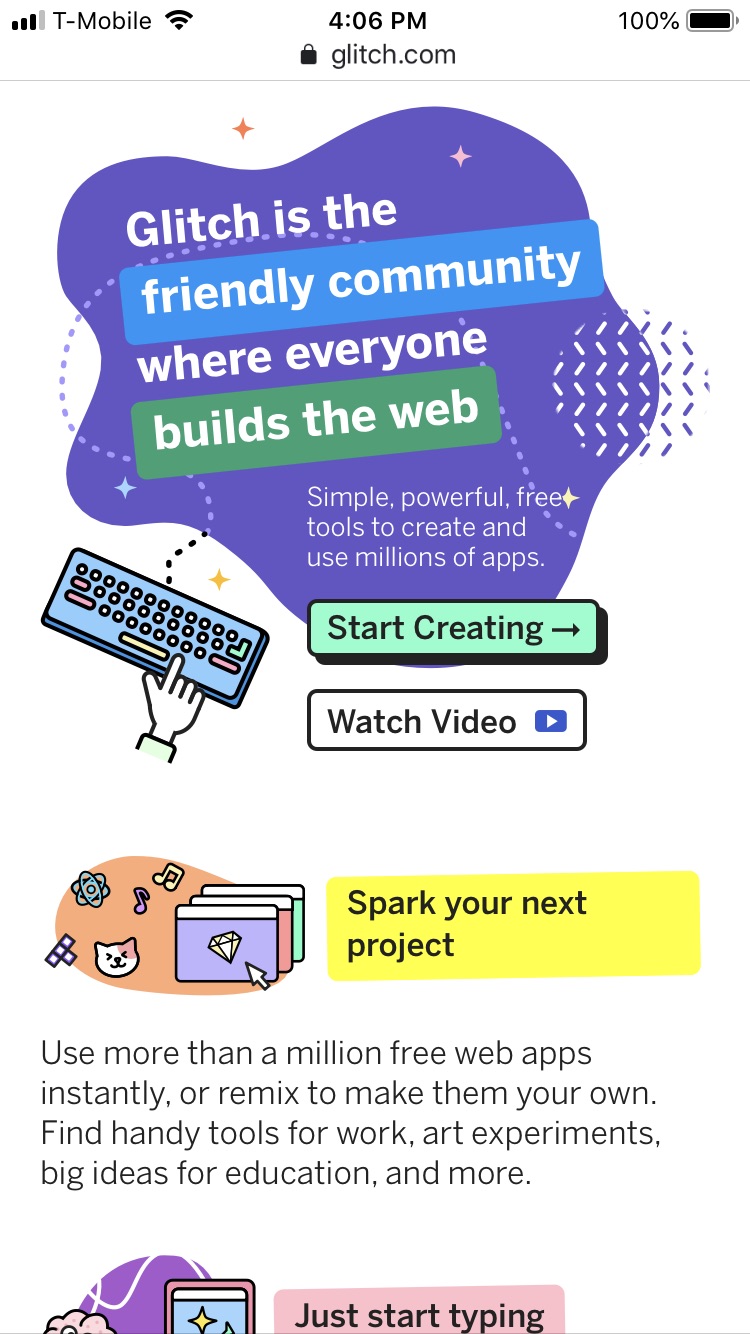 T-Mobile 4:06 PM 100%
glitch.com
Glitch is the
friendly community
where everyone
builds the web
Simple, powerful, free
tools to create and
use millions of apps.
Start Creating →
Watch Video
Spark your next
project
Use more than a million free web apps
instantly, or remix to make them your own.
Find handy tools for work, art experiments,
big ideas for education, and more.
Just start typing